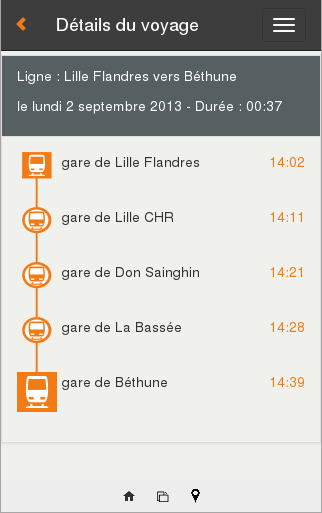 Détails du voyage
Ligne : Lille Flandres vers Béthune
le lundi 2 septembre 2013 - Durée : 00:37
gare de Lille Flandres 14:02
gare de Lille CHR 14:11
gare de Don Sainghin 14:21
gare de La Bassée 14:28
gare de Béthune 14:39